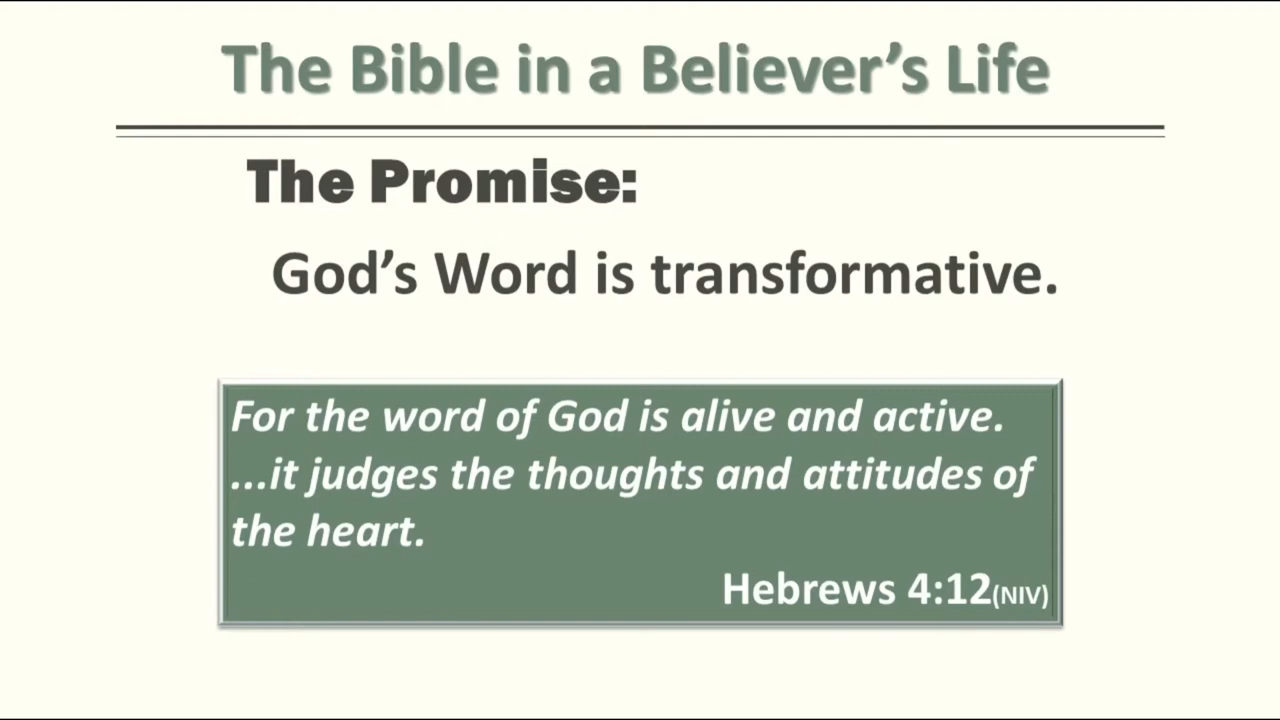 The Bible in a Believer’s Life
The Promise:
God’s Word is transformative.
For the word of God is alive and active.
...it judges the thoughts and attitudes of
the heart.
Hebrews 4:12(NIV)